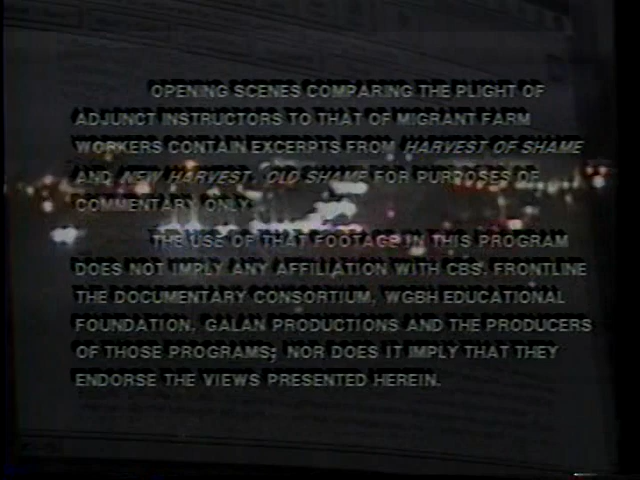 OPENING SCENES COMPARING THE PLIGHT OF
ADJUNCT INSTRUCTORS TO THAT OF MIGRANT FARM
WORKERS CONTAIN EXCERPTS FROM HARVEST OF SHAME
AND NEW HARVEST, OLD SHAME FOR PURPOSES OF
COMMENTARY ONLY.
THE USE OF THAT FOOTAGE IN THIS PROGRAM
DOES NOT IMPLY ANY AFFILIATION WITH CBS, FRONTLINE
THE DOCUMENTARY CONSORTIUM, WGBH EDUCATIONAL
FOUNDATION, GALAN PRODUCTIONS AND THE PRODUCERS
OF THOSE PROGRAMS; NOR DOES IT IMPLY THAT THEY
ENDORSE THE VIEWS PRESENTED HEREIN.